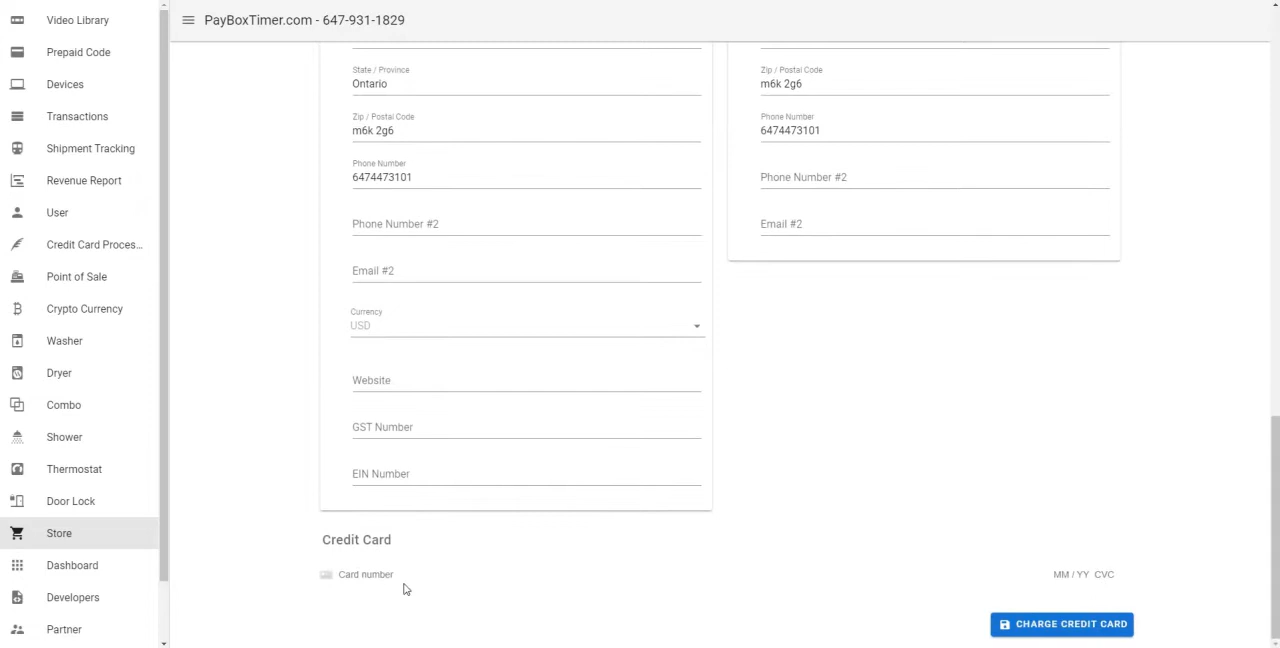 Video Library
Prepaid Code
Devices
Transactions
Shipment Tracking
Revenue Report
User
Credit Card Proces...
Point of Sale
Crypto Currency
Washer
Dryer
Combo
Shower
Thermostat
Door Lock
Store
Dashboard
Developers
Partner
PayBoxTimer.com - 647-931-1829
State / Province
Ontario
Zip / Postal Code
m6k 2g6
Phone Number
6474473101
Phone Number #2
Email #2
Currency
USD
Website
GST Number
EIN Number
Zip / Postal Code
m6k 2g6
Phone Number
6474473101
Phone Number #2
Email #2
Credit Card
Card number
MM / YY CVC
CHARGE CREDIT CARD